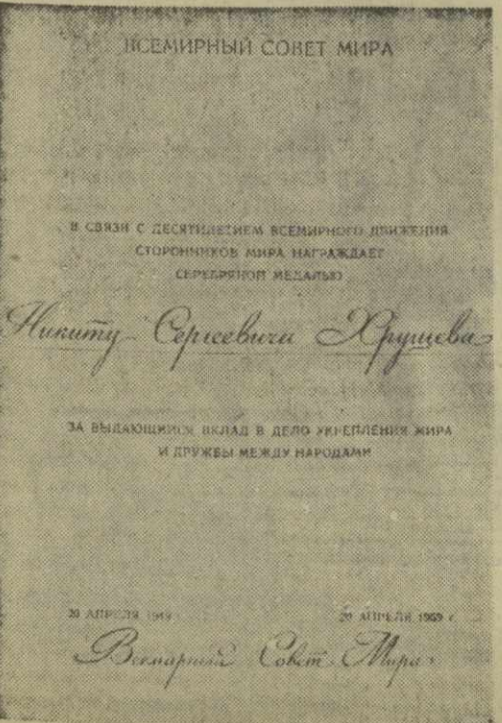 ВСЕМИРНЫЙ СОВЕТ МИРА
В СВЯЗИ С ДЕСЯТИЛЕТИЕМ ВСЕМИРНОГО ДВИЖЕНИЯ
СТОРОННИКОВ МИРА НАГРАЖДАЕТ
СЕРЕБРЯНОЙ МЕДАЛЬЮ
Никиту Сергеевича Хрущева
ЗА ВЫДАЮЩИЙСЯ ВКЛАД В ДЕЛО УКРЕПЛЕНИЯ МИРА
И ДРУЖБЫ МЕЖДУ НАРОДАМИ
20 АПРЕЛЯ 1949 20 АПРЕЛЯ 1959 г.
Всемирный Совет Мира